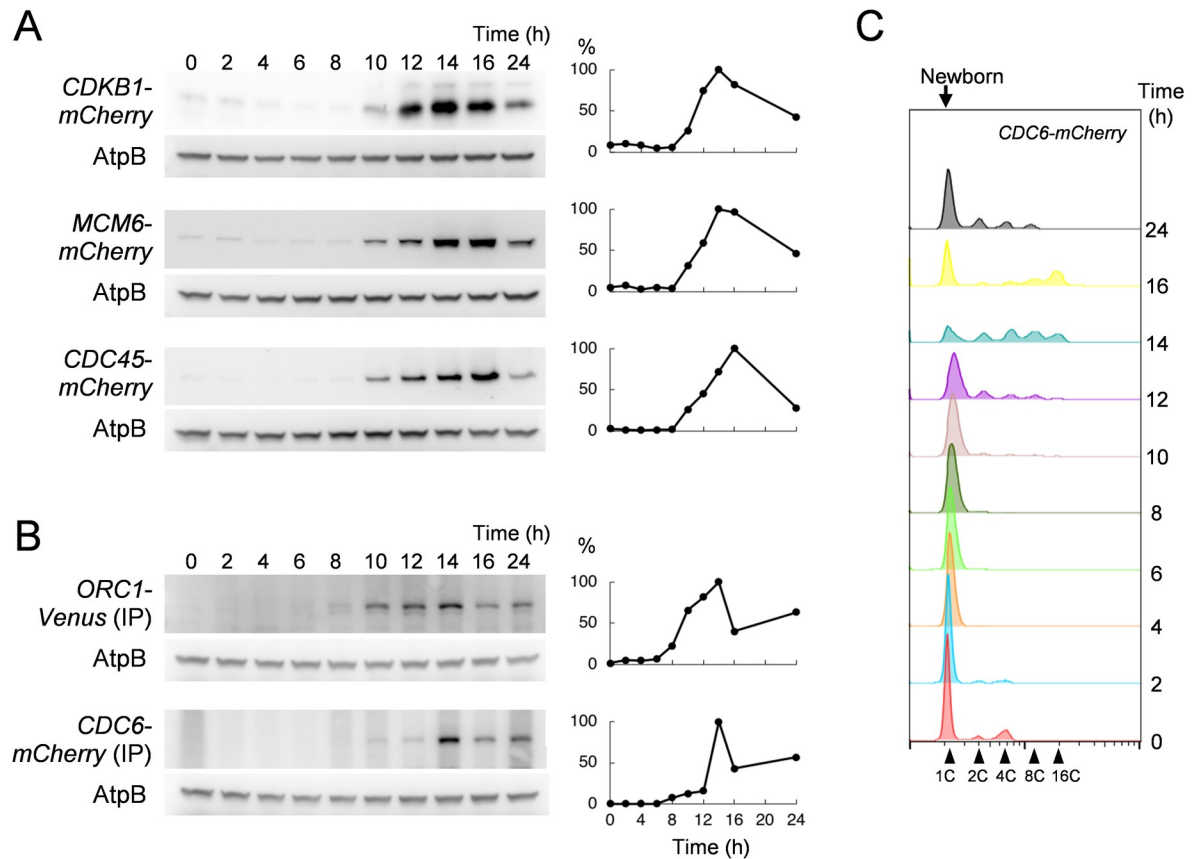 A
Time (h)
0 2 4 6 8 10 12 14 16 24
CDKB1-
mCherry
AtpB
MCM6-
mCherry
AtpB
CDC45-
mCherry
AtpB
%
100
50
0
100
50
0
100
50
0
B
Time (h)
0 2 4 6 8 10 12 14 16 24
ORC1-
Venus (IP)
AtpB
CDC6-
mCherry (IP)
AtpB
%
100
50
0
100
50
0
0 4 8 12 16 20 24
Time (h)
C
Newborn
Time
(h)
CDC6-mCherry
24
16
14
12
10
8
6
4
2
0
1C 2C 4C 8C 16C